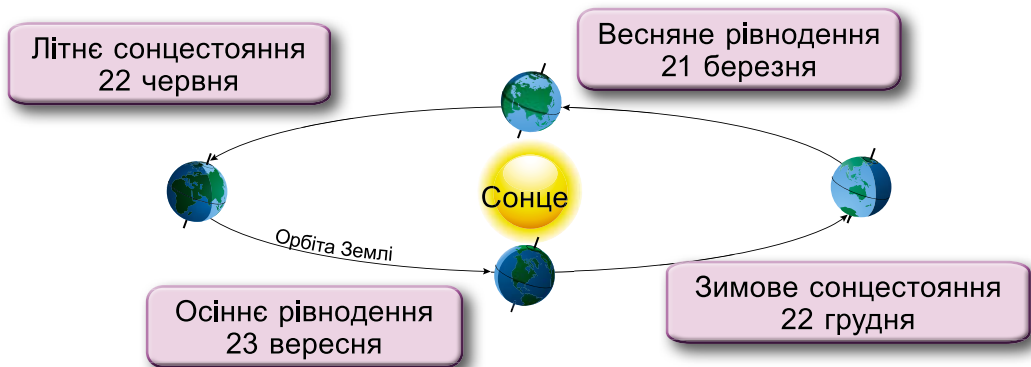 Літнє сонцестояння
22 червня
Весняне рівнодення
21 березня
Сонце
Орбіта Землі
Осіннє рівнодення
23 вересня
Зимове сонцестояння
22 грудня